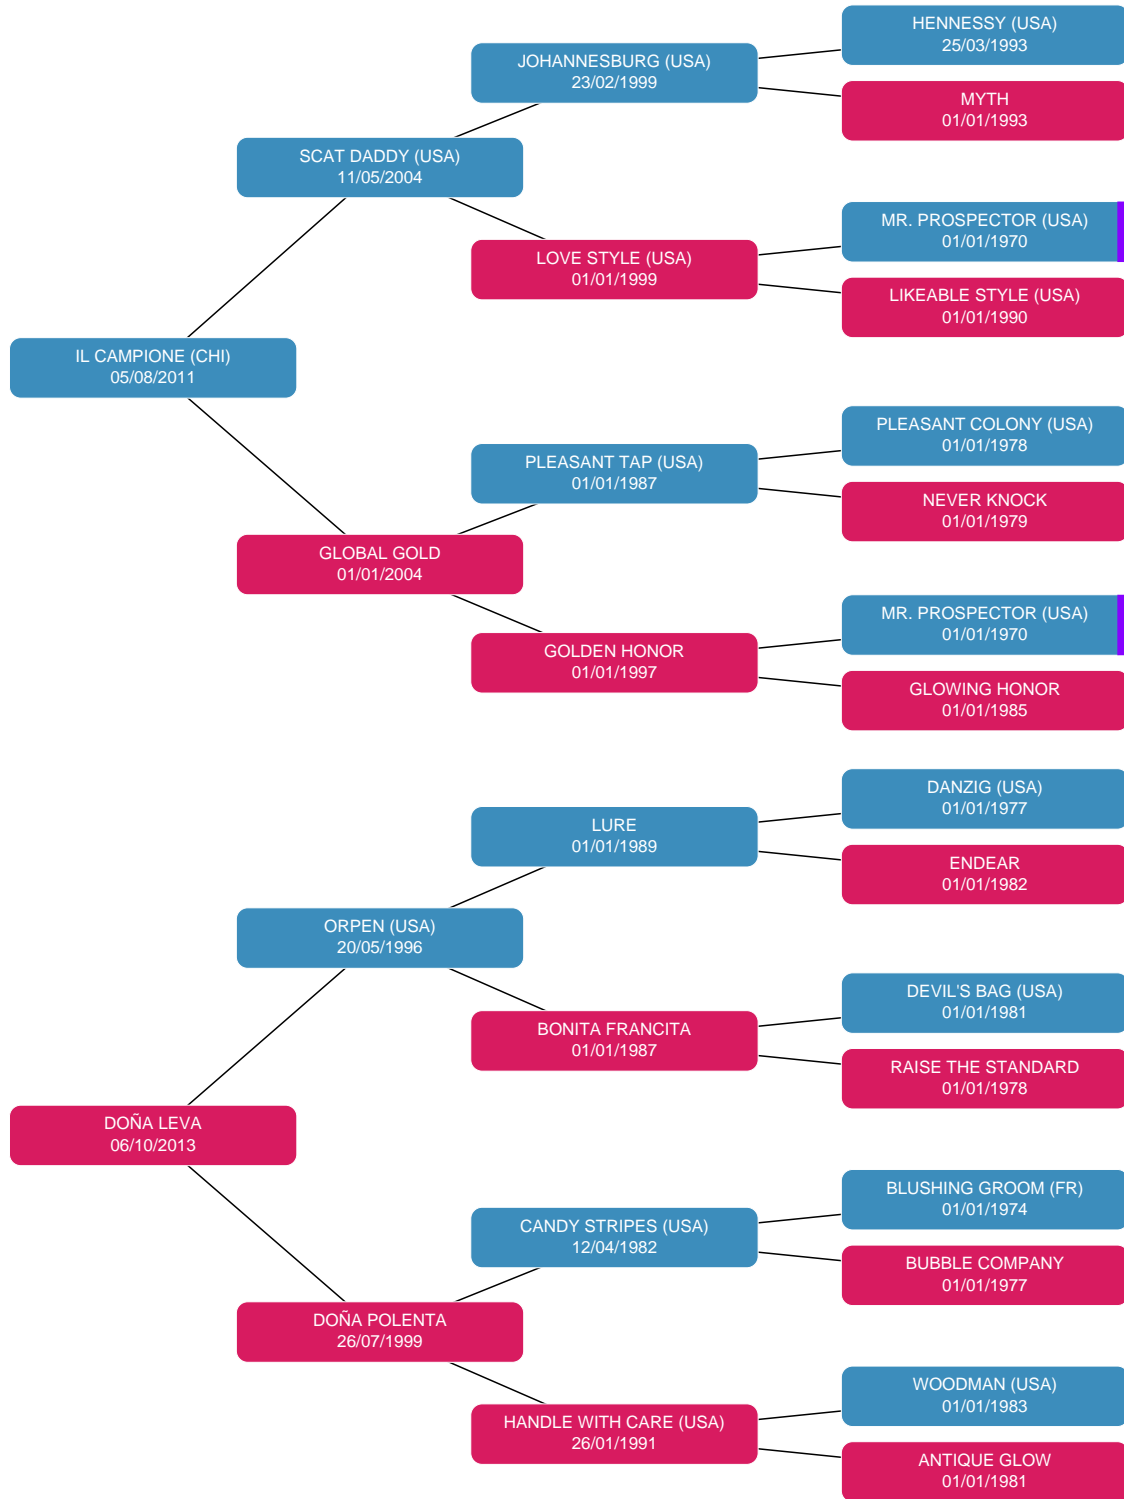 HENNESSY (USA)
25/03/1993
JOHANNESBURG (USA)
23/02/1999
MYTH
01/01/1993
SCAT DADDY (USA)
11/05/2004
MR. PROSPECTOR (USA)
01/01/1970
LOVE STYLE (USA)
01/01/1999
LIKEABLE STYLE (USA)
01/01/1990
IL CAMPIONE (CHI)
05/08/2011
PLEASANT COLONY (USA)
01/01/1978
PLEASANT TAP (USA)
01/01/1987
NEVER KNOCK
01/01/1979
GLOBAL GOLD
01/01/2004
MR. PROSPECTOR (USA)
01/01/1970
GOLDEN HONOR
01/01/1997
GLOWING HONOR
01/01/1985
DANZIG (USA)
01/01/1977
LURE
01/01/1989
ENDEAR
01/01/1982
ORPEN (USA)
20/05/1996
DEVIL'S BAG (USA)
01/01/1981
BONITA FRANCITA
01/01/1987
RAISE THE STANDARD
01/01/1978
DOÑA LEVA
06/10/2013
BLUSHING GROOM (FR)
01/01/1974
CANDY STRIPES (USA)
12/04/1982
BUBBLE COMPANY
01/01/1977
DOÑA POLENTA
26/07/1999
WOODMAN (USA)
01/01/1983
HANDLE WITH CARE (USA)
26/01/1991
ANTIQUE GLOW
01/01/1981